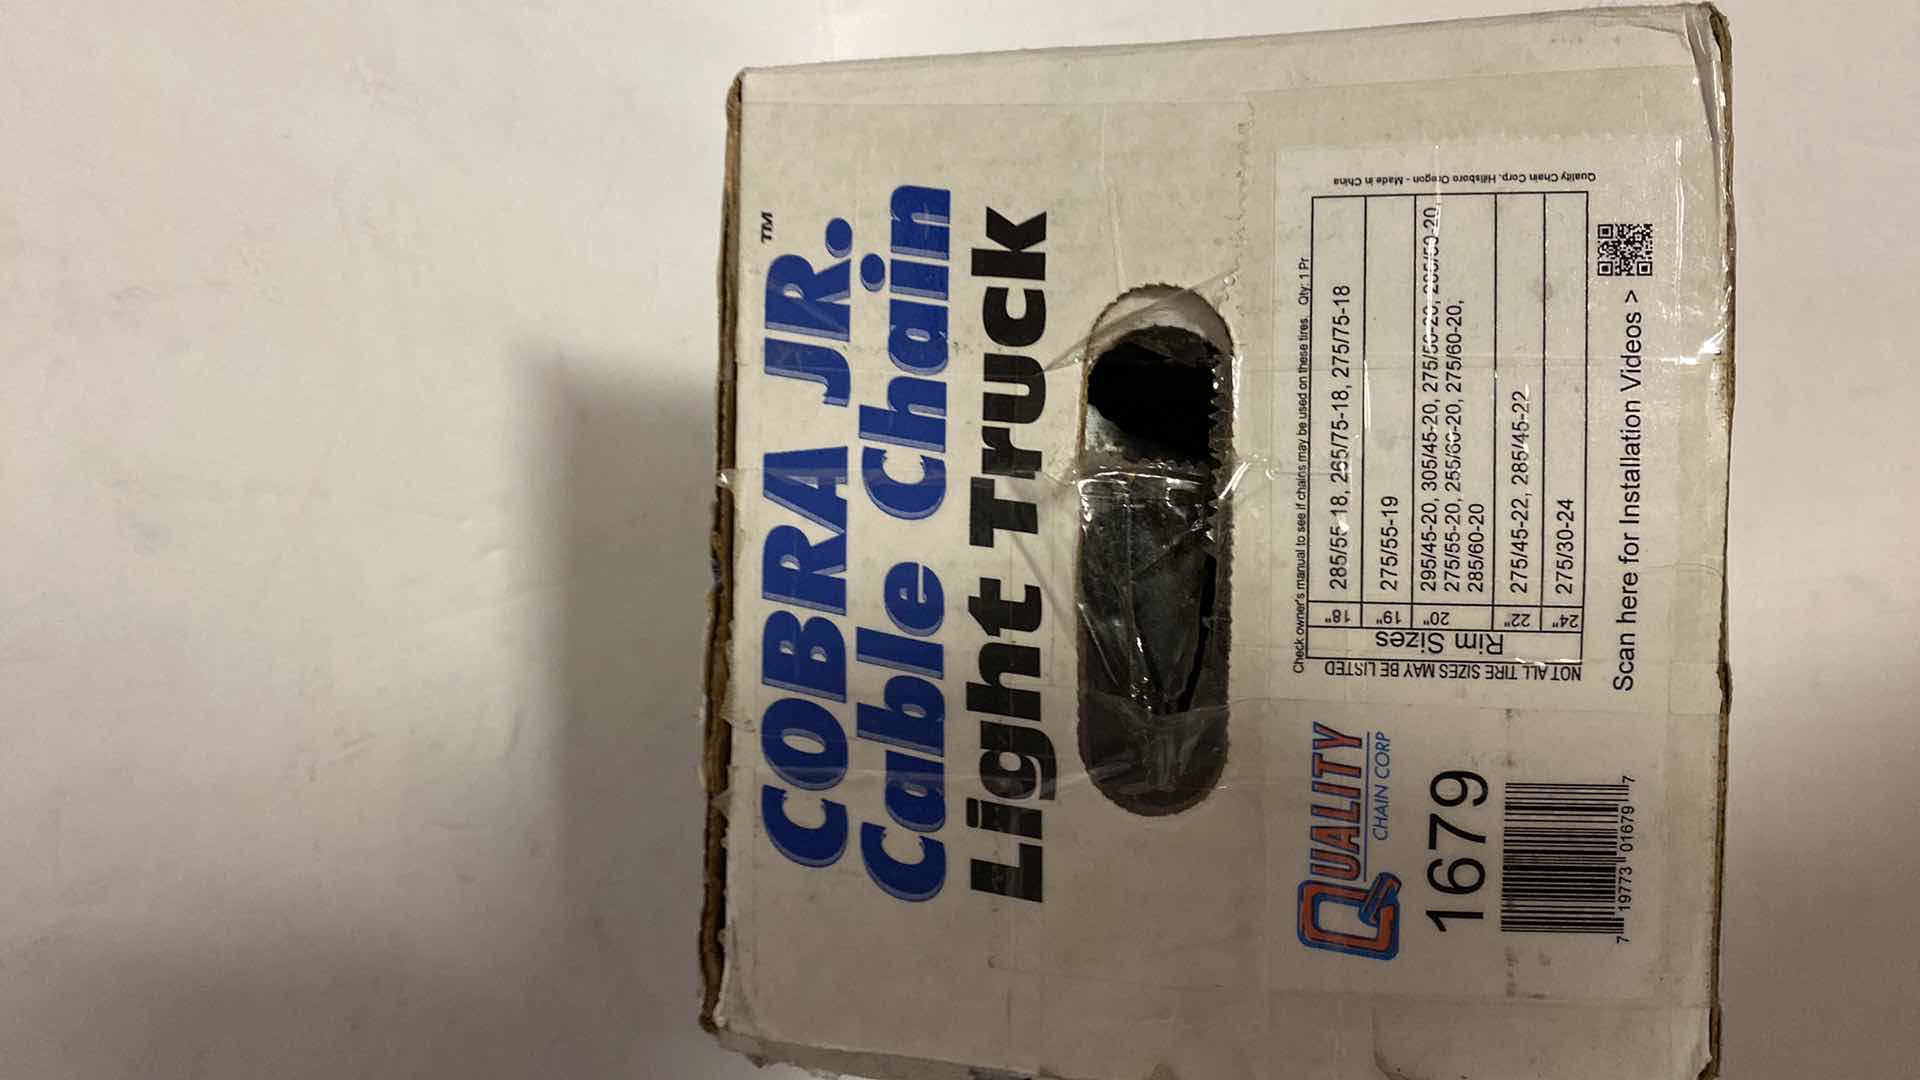 COBRA JR.™
Cable Chain
Light Truck
QUALITY
CHAIN CORP
1679
7 19773 01679 7
Check owner's manual to see if chains may be used on these tires. Qty: 1 Pr
NOT ALL TIRE SIZES MAY BE LISTED
Rim Sizes
18" 285/55-18, 265/75-18, 275/75-18
19" 275/55-19
20" 295/45-20, 305/45-20, 275/50-20, 285/50-20,
275/55-20, 255/60-20, 275/60-20,
285/60-20
22" 275/45-22, 285/45-22
24" 275/30-24
Quality Chain Corp. Hillsboro Oregon - Made in China
Scan here for Installation Videos >